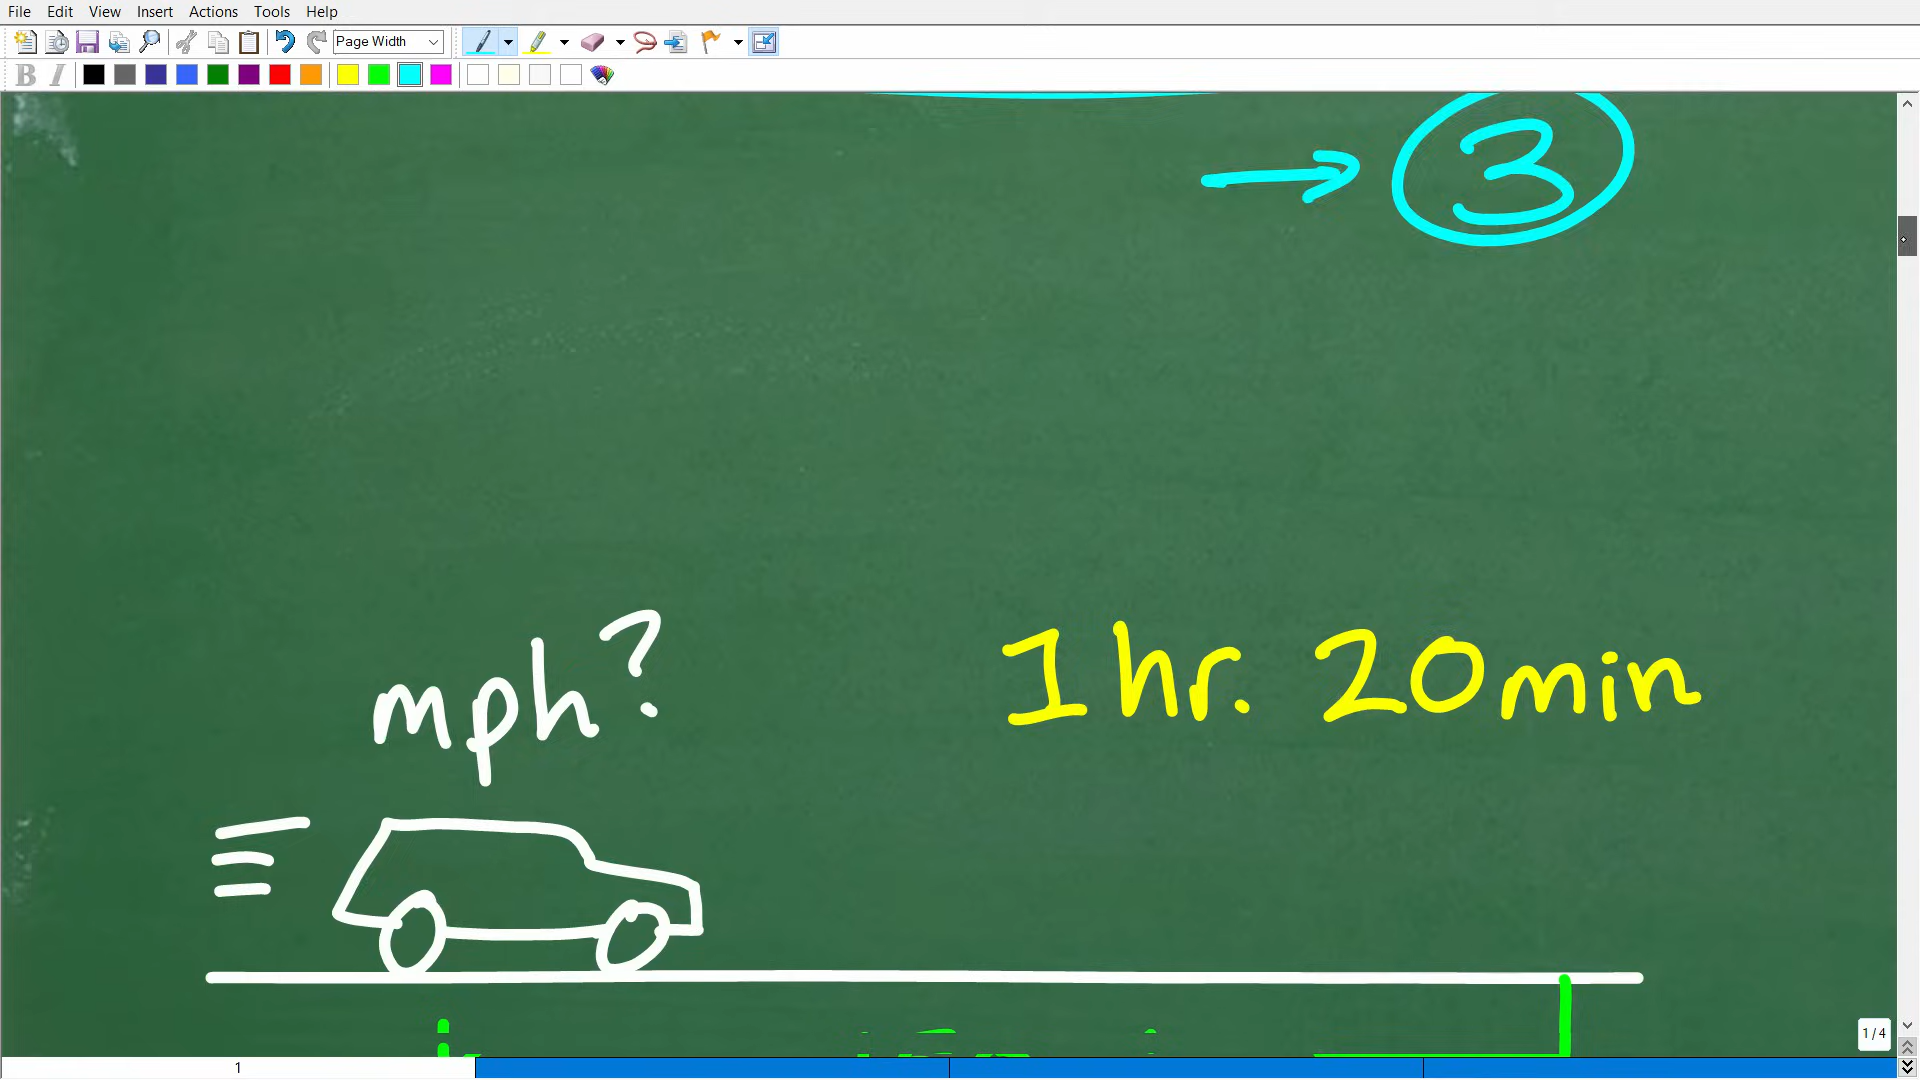 File Edit View Insert Actions Tools Help
Page Width
B I
3
mph?
1 hr. 20 min
1/4
1